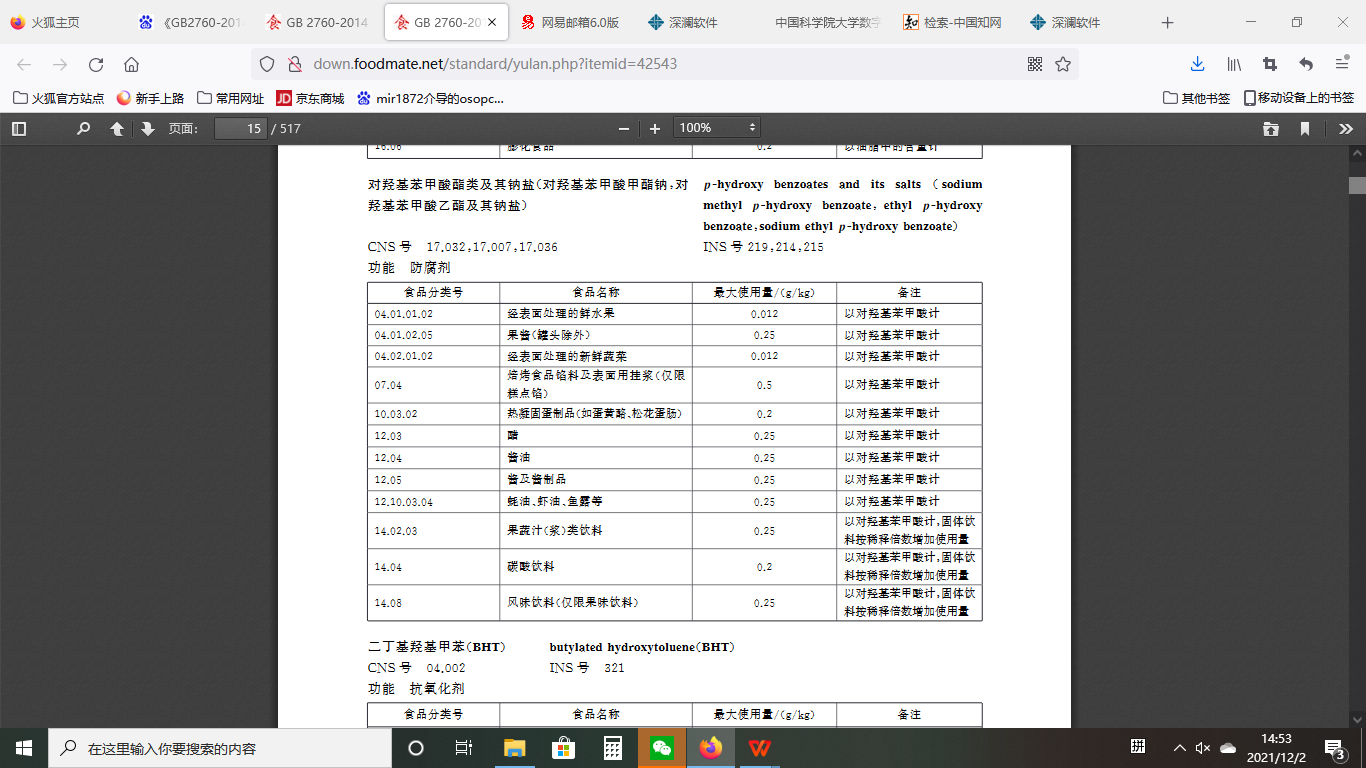 火狐主页
《GB2760-201
GB 2760-2014
GB 2760-20
网易邮箱6.0版
深澜软件
中国科学院大学数字
检索-中国知网
深澜软件
down.foodmate.net/standard/yulan.php?itemid=42543
火狐官方站点
新手上路
常用网址
JD 京东商城
mir1872介导的osopc...
其他书签
移动设备上的书签
页面: 15 / 517
100%
16.06 膨化食品 0.2 以油脂中的含量计
对羟基苯甲酸酯类及其钠盐(对羟基苯甲酸甲酯钠,对
羟基苯甲酸乙酯及其钠盐)
p-hydroxy benzoates and its salts ( sodium
methyl p-hydroxy benzoate, ethyl p-hydroxy
benzoate,sodium ethyl p-hydroxy benzoate)
CNS 号 17.032,17.007,17.036 INS 号 219,214,215
功能 防腐剂
食品分类号 食品名称 最大使用量/(g/kg) 备注
04.01.01.02 经表面处理的鲜水果 0.012 以对羟基苯甲酸计
04.01.02.05 果酱(罐头除外) 0.25 以对羟基苯甲酸计
04.02.01.02 经表面处理的新鲜蔬菜 0.012 以对羟基苯甲酸计
07.04 焙烤食品馅料及表面用挂浆(仅限
糕点馅) 0.5 以对羟基苯甲酸计
10.03.02 热凝固蛋制品(如蛋黄酪、松花蛋肠) 0.2 以对羟基苯甲酸计
12.03 醋 0.25 以对羟基苯甲酸计
12.04 酱油 0.25 以对羟基苯甲酸计
12.05 酱及酱制品 0.25 以对羟基苯甲酸计
12.10.03.04 蚝油、虾油、鱼露等 0.25 以对羟基苯甲酸计
14.02.03 果蔬汁(浆)类饮料 0.25 以对羟基苯甲酸计,固体饮
料按稀释倍数增加使用量
14.04 碳酸饮料 0.2 以对羟基苯甲酸计,固体饮
料按稀释倍数增加使用量
14.08 风味饮料(仅限果味饮料) 0.25 以对羟基苯甲酸计,固体饮
料按稀释倍数增加使用量
二丁基羟基甲苯(BHT) butylated hydroxytoluene(BHT)
CNS 号 04.002 INS 号 321
功能 抗氧化剂
食品分类号 食品名称 最大使用量/(g/kg) 备注
在这里输入你要搜索的内容
拼
14:53
2021/12/2
3